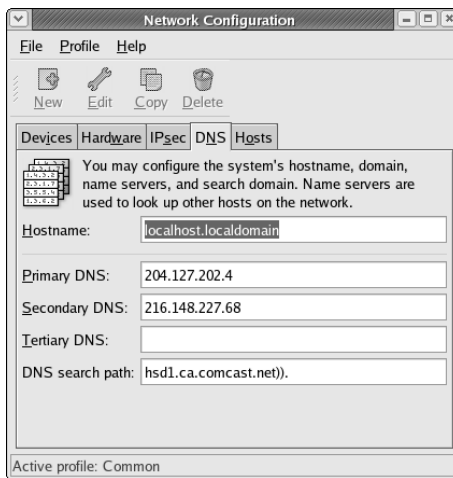 Network Configuration
File Profile Help
New Edit Copy Delete
Devices Hardware IPsec DNS Hosts
You may configure the system's hostname, domain,
name servers, and search domain. Name servers are
used to look up other hosts on the network.
Hostname: localhost.localdomain
Primary DNS: 204.127.202.4
Secondary DNS: 216.148.227.68
Tertiary DNS:
DNS search path: hsd1.ca.comcast.net)).
Active profile: Common